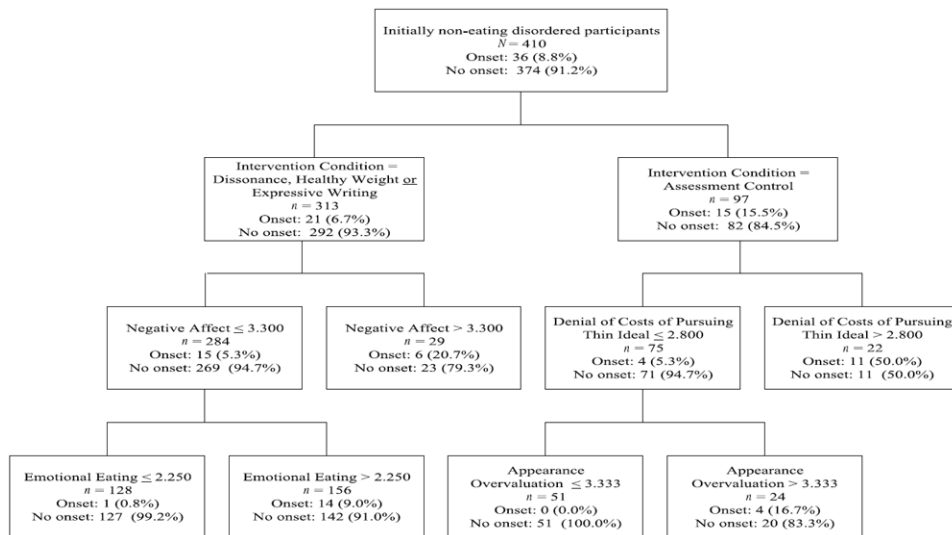 Initially non-eating disordered participants
N = 410
Onset: 36 (8.8%)
No onset: 374 (91.2%)
Intervention Condition =
Dissonance, Healthy Weight or
Expressive Writing
n = 313
Onset: 21 (6.7%)
No onset: 292 (93.3%)
Intervention Condition =
Assessment Control
n = 97
Onset: 15 (15.5%)
No onset: 82 (84.5%)
Negative Affect ≤ 3.300
n = 284
Onset: 15 (5.3%)
No onset: 269 (94.7%)
Negative Affect > 3.300
n = 29
Onset: 6 (20.7%)
No onset: 23 (79.3%)
Denial of Costs of Pursuing
Thin Ideal ≤ 2.800
n = 75
Onset: 4 (5.3%)
No onset: 71 (94.7%)
Denial of Costs of Pursuing
Thin Ideal > 2.800
n = 22
Onset: 11 (50.0%)
No onset: 11 (50.0%)
Emotional Eating ≤ 2.250
n = 128
Onset: 1 (0.8%)
No onset: 127 (99.2%)
Emotional Eating > 2.250
n = 156
Onset: 14 (9.0%)
No onset: 142 (91.0%)
Appearance
Overvaluation ≤ 3.333
n = 51
Onset: 0 (0.0%)
No onset: 51 (100.0%)
Appearance
Overvaluation > 3.333
n = 24
Onset: 4 (16.7%)
No onset: 20 (83.3%)